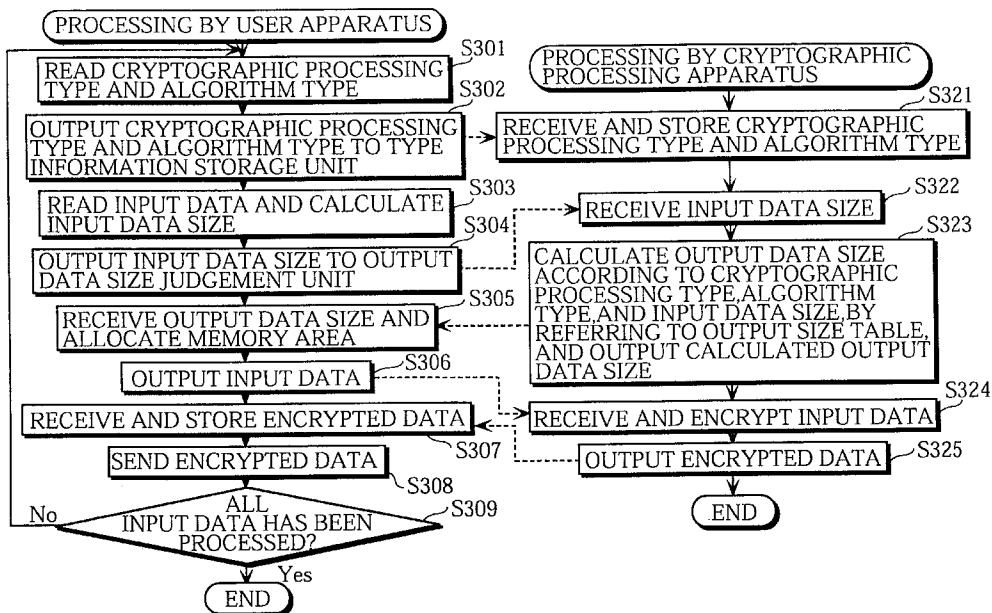 PROCESSING BY USER APPARATUS
S301
READ CRYPTOGRAPHIC PROCESSING
TYPE AND ALGORITHM TYPE
S302
OUTPUT CRYPTOGRAPHIC PROCESSING
TYPE AND ALGORITHM TYPE TO TYPE
INFORMATION STORAGE UNIT
S303
READ INPUT DATA AND CALCULATE
INPUT DATA SIZE
S304
OUTPUT INPUT DATA SIZE TO OUTPUT
DATA SIZE JUDGEMENT UNIT
S305
RECEIVE OUTPUT DATA SIZE AND
ALLOCATE MEMORY AREA
S306
OUTPUT INPUT DATA
RECEIVE AND STORE ENCRYPTED DATA
S307
SEND ENCRYPTED DATA
S308
ALL
INPUT DATA HAS BEEN
PROCESSED?
S309
No
Yes
END
PROCESSING BY CRYPTOGRAPHIC
PROCESSING APPARATUS
S321
RECEIVE AND STORE CRYPTOGRAPHIC
PROCESSING TYPE AND ALGORITHM TYPE
S322
RECEIVE INPUT DATA SIZE
S323
CALCULATE OUTPUT DATA SIZE
ACCORDING TO CRYPTOGRAPHIC
PROCESSING TYPE,ALGORITHM
TYPE,AND INPUT DATA SIZE,BY
REFERRING TO OUTPUT SIZE TABLE,
AND OUTPUT CALCULATED OUTPUT
DATA SIZE
S324
RECEIVE AND ENCRYPT INPUT DATA
OUTPUT ENCRYPTED DATA
S325
END